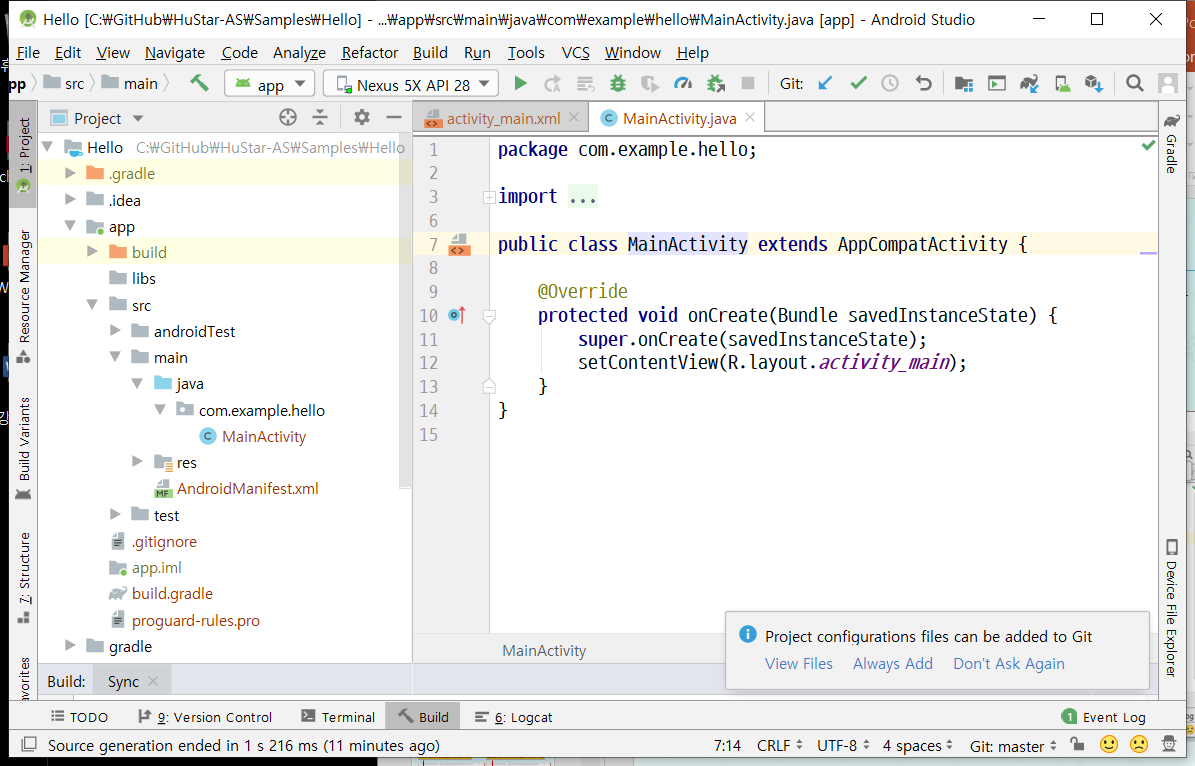 Hello [C:₩GitHub₩HuStar-AS₩Samples₩Hello] - ...₩app₩src₩main₩java₩com₩example₩hello₩MainActivity.java [app] - Android Studio
File Edit View Navigate Code Analyze Refactor Build Run Tools VCS Window Help
pp src main app Nexus 5X API 28 Git:
Project
activity_main.xml MainActivity.java
1: Project
Resource Manager
Build Variants
7: Structure
avorites
Hello C:₩GitHub₩HuStar-AS₩Samples₩Hello
.gradle
.idea
app
build
libs
src
androidTest
main
java
com.example.hello
MainActivity
res
AndroidManifest.xml
test
.gitignore
app.iml
build.gradle
proguard-rules.pro
gradle
1 package com.example.hello;
2
3 import ...
6
7 public class MainActivity extends AppCompatActivity {
8
9 @Override
10 protected void onCreate(Bundle savedInstanceState) {
11 super.onCreate(savedInstanceState);
12 setContentView(R.layout.activity_main);
13 }
14 }
15
MainActivity
Gradle
Device File Explorer
Project configurations files can be added to Git
View Files Always Add Don't Ask Again
Build: Sync
TODO 9: Version Control Terminal Build 6: Logcat 1 Event Log
Source generation ended in 1 s 216 ms (11 minutes ago) 7:14 CRLF UTF-8 4 spaces Git: master